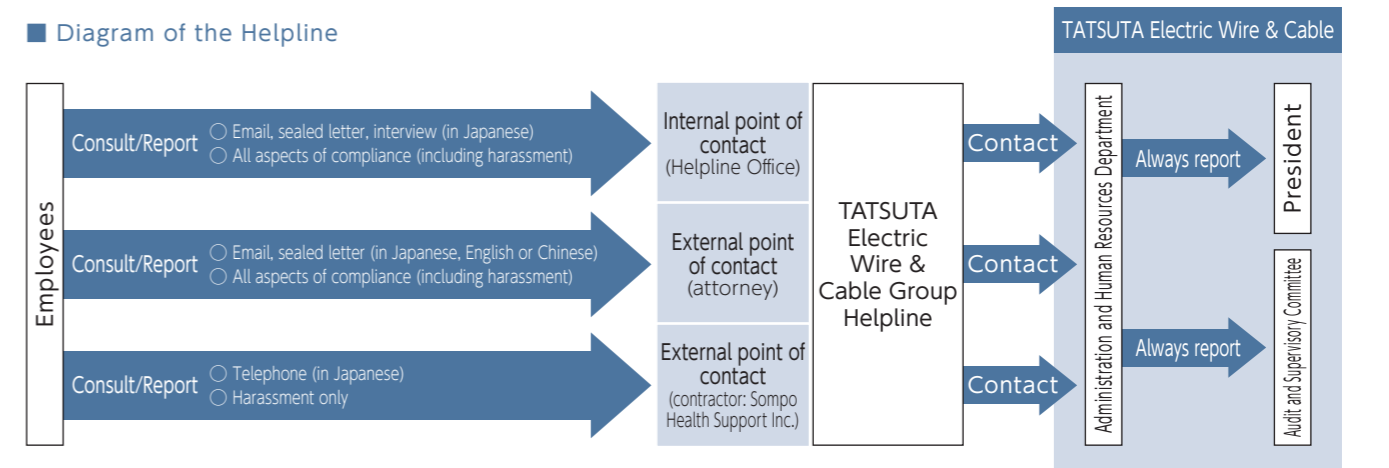 ■ Diagram of the Helpline
TATSUTA Electric Wire & Cable
Employees
Consult/Report
○ Email, sealed letter, interview (in Japanese)
○ All aspects of compliance (including harassment)
Internal point of
contact
(Helpline Office)
Consult/Report
○ Email, sealed letter (in Japanese, English or Chinese)
○ All aspects of compliance (including harassment)
External point
of contact
(attorney)
Consult/Report
○ Telephone (in Japanese)
○ Harassment only
External point of
contact
(contractor: Sompo
Health Support Inc.)
TATSUTA
Electric
Wire &
Cable Group
Helpline
Contact
Contact
Contact
Administration and Human Resources Department
Always report
President
Always report
Audit and Supervisory Committee